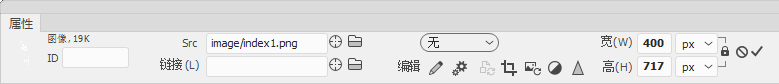 属性
图像, 19K
ID
Src image/index1.png
链接(L)
无
编辑
宽(W) 400 px
高(H) 717 px